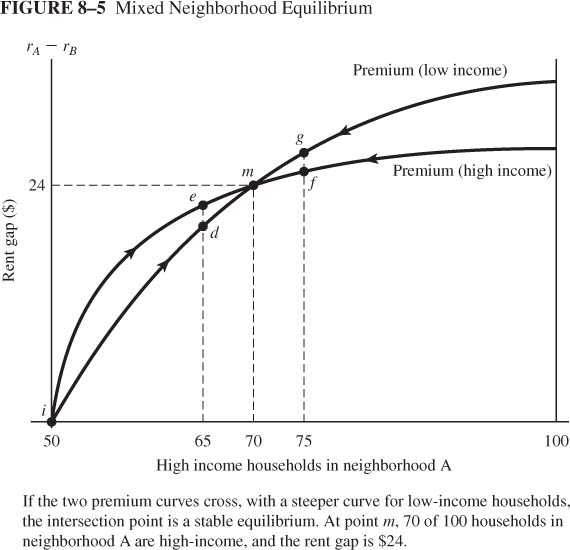 FIGURE 8–5 Mixed Neighborhood Equilibrium
rA − rB
Premium (low income)
g
m
Premium (high income)
24
e
f
d
Rent gap ($)
i
50 65 70 75 100
High income households in neighborhood A
If the two premium curves cross, with a steeper curve for low-income households,
the intersection point is a stable equilibrium. At point m, 70 of 100 households in
neighborhood A are high-income, and the rent gap is $24.